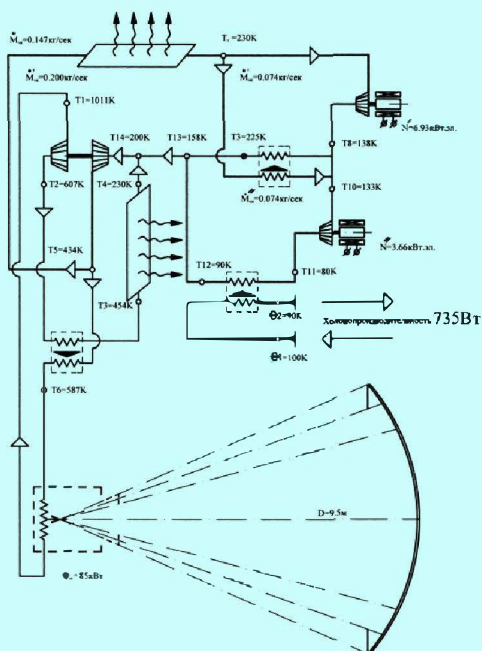 Ṁ=0.147кг/сек
T =230K
Ṁ=0.200кг/сек
Ṁ=0.074кг/сек
T1=1011K
N=6.93кВт.эл.
T14=200K
T13=158K
T3=225K
T8=138K
T2=607K
T4=230K
T10=133K
Ṁ=0.074кг/сек
N=3.66кВт.эл.
T5=434K
T12=90K
T11=80K
T3=454K
Θ2=90K
Холодопроизводительность 735Вт
Θ1=100K
T6=587K
D=9.5м
=85кВт